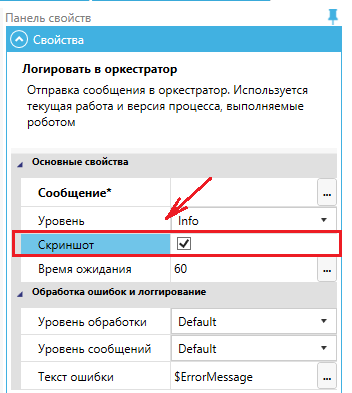 Панель свойств
Свойства
Логировать в оркестратор
Отправка сообщения в оркестратор. Используется
текущая работа и версия процесса, выполняемые
роботом
Основные свойства
Сообщение* ...
Уровень Info
Скриншот
Время ожидания 60 ...
Обработка ошибок и логгирование
Уровень обработки Default
Уровень сообщений Default
Текст ошибки $ErrorMessage ...